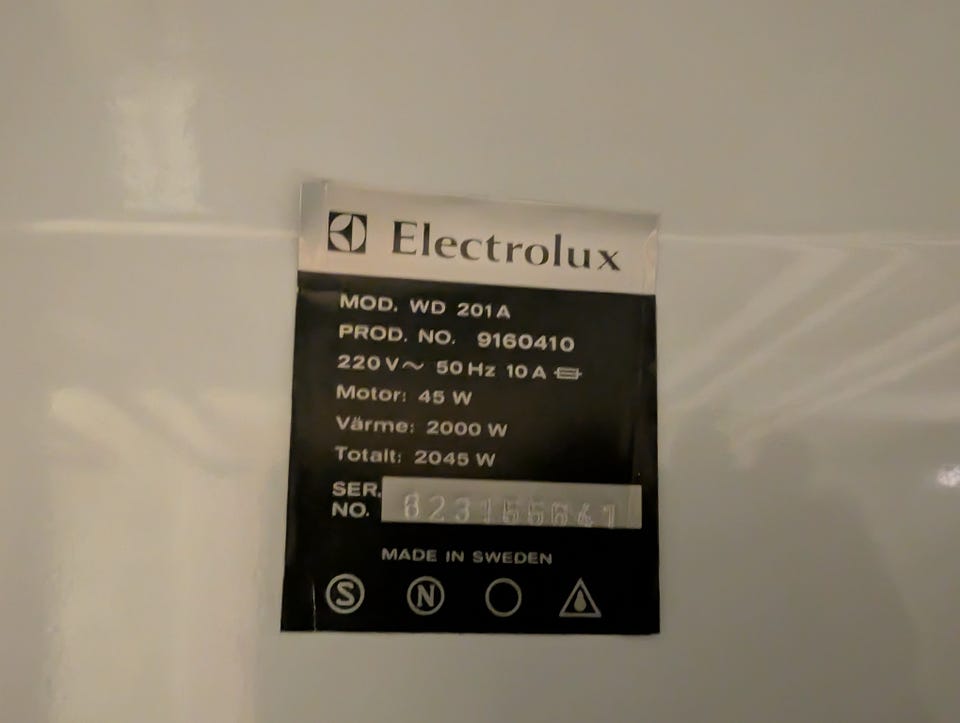 Electrolux
MOD. WD 201A
PROD. NO. 9160410
220 V~ 50 Hz 10 A
Motor: 45 W
Värme: 2000 W
Totalt: 2045 W
SER.
NO.
MADE IN SWEDEN
S N